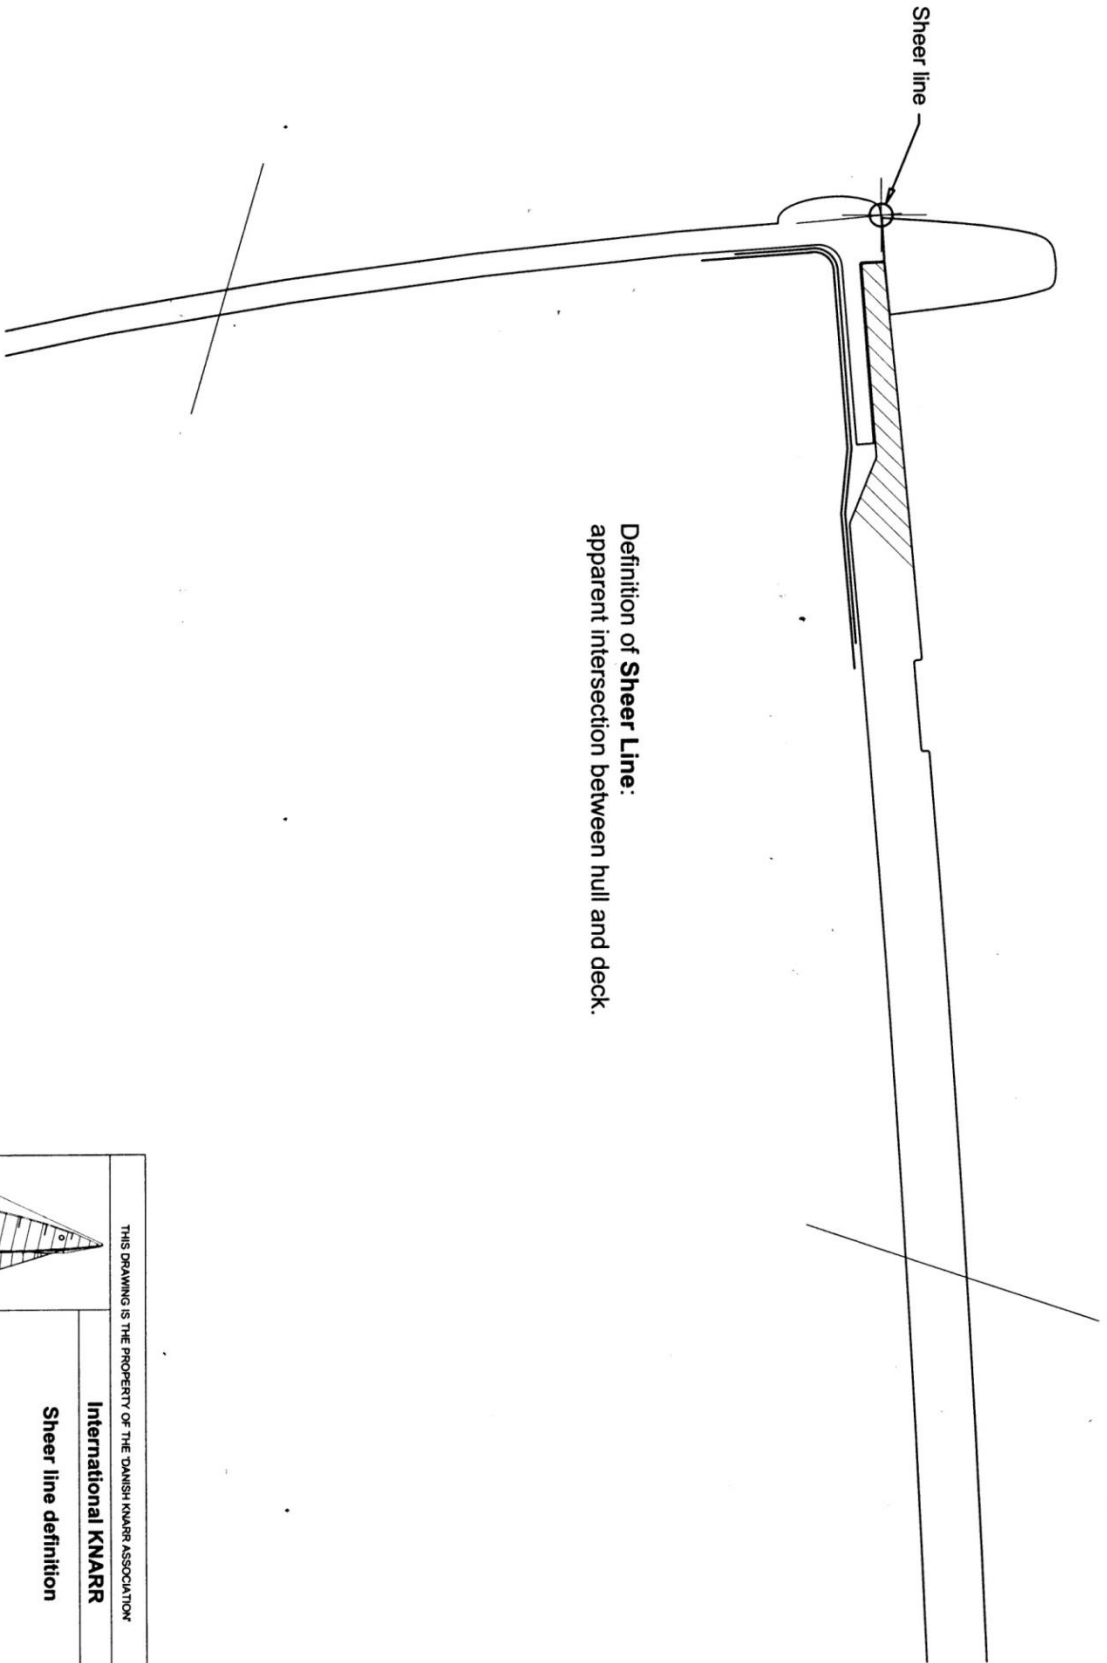 Sheer line
Definition of Sheer Line:
apparent intersection between hull and deck.
THIS DRAWING IS THE PROPERTY OF THE 'DANISH KNARR ASSOCIATION'
International KNARR
Sheer line definition